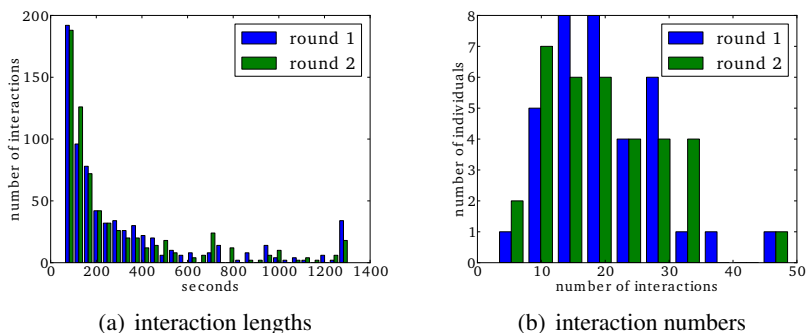 200
150
100
50
0
0 200 400 600 800 1000 1200 1400
number of interactions
seconds
round 1
round 2
(a) interaction lengths
8
7
6
5
4
3
2
1
0
0 10 20 30 40 50
number of individuals
number of interactions
round 1
round 2
(b) interaction numbers